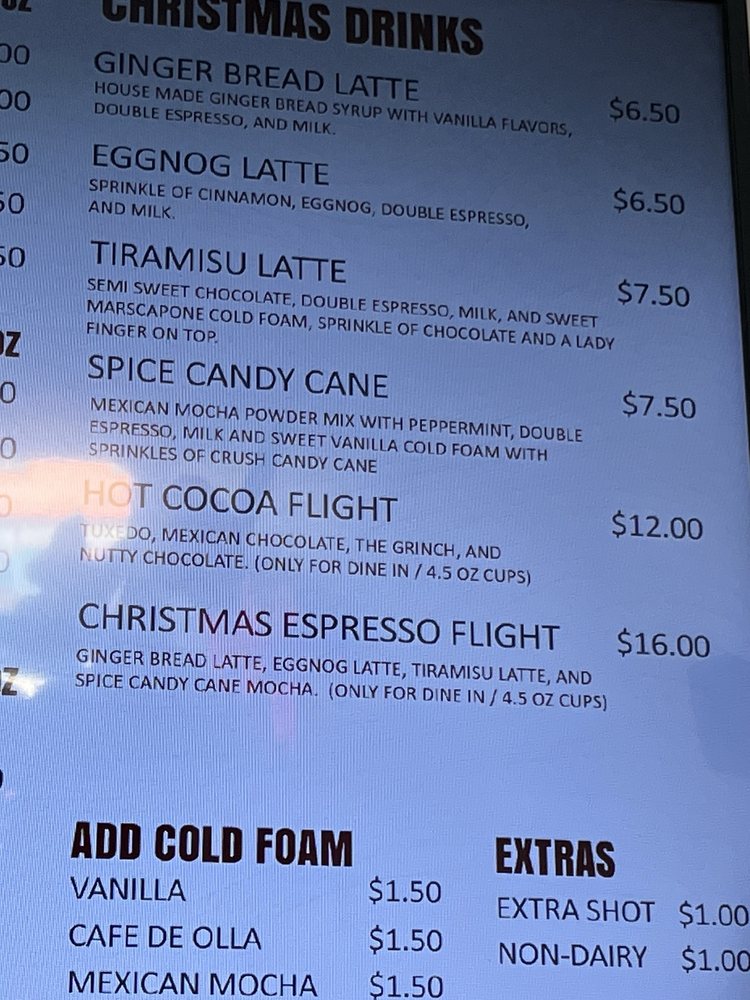 CHRISTMAS DRINKS
GINGER BREAD LATTE $6.50
HOUSE MADE GINGER BREAD SYRUP WITH VANILLA FLAVORS,
DOUBLE ESPRESSO, AND MILK.
EGGNOG LATTE $6.50
SPRINKLE OF CINNAMON, EGGNOG, DOUBLE ESPRESSO,
AND MILK.
TIRAMISU LATTE $7.50
SEMI SWEET CHOCOLATE, DOUBLE ESPRESSO, MILK, AND SWEET
MARSCAPONE COLD FOAM, SPRINKLE OF CHOCOLATE AND A LADY
FINGER ON TOP.
SPICE CANDY CANE $7.50
MEXICAN MOCHA POWDER MIX WITH PEPPERMINT, DOUBLE
ESPRESSO, MILK AND SWEET VANILLA COLD FOAM WITH
SPRINKLES OF CRUSH CANDY CANE
HOT COCOA FLIGHT $12.00
TUXEDO, MEXICAN CHOCOLATE, THE GRINCH, AND
NUTTY CHOCOLATE. (ONLY FOR DINE IN / 4.5 OZ CUPS)
CHRISTMAS ESPRESSO FLIGHT $16.00
GINGER BREAD LATTE, EGGNOG LATTE, TIRAMISU LATTE, AND
SPICE CANDY CANE MOCHA. (ONLY FOR DINE IN / 4.5 OZ CUPS)
ADD COLD FOAM
VANILLA $1.50
CAFE DE OLLA $1.50
MEXICAN MOCHA $1.50
EXTRAS
EXTRA SHOT $1.00
NON-DAIRY $1.00